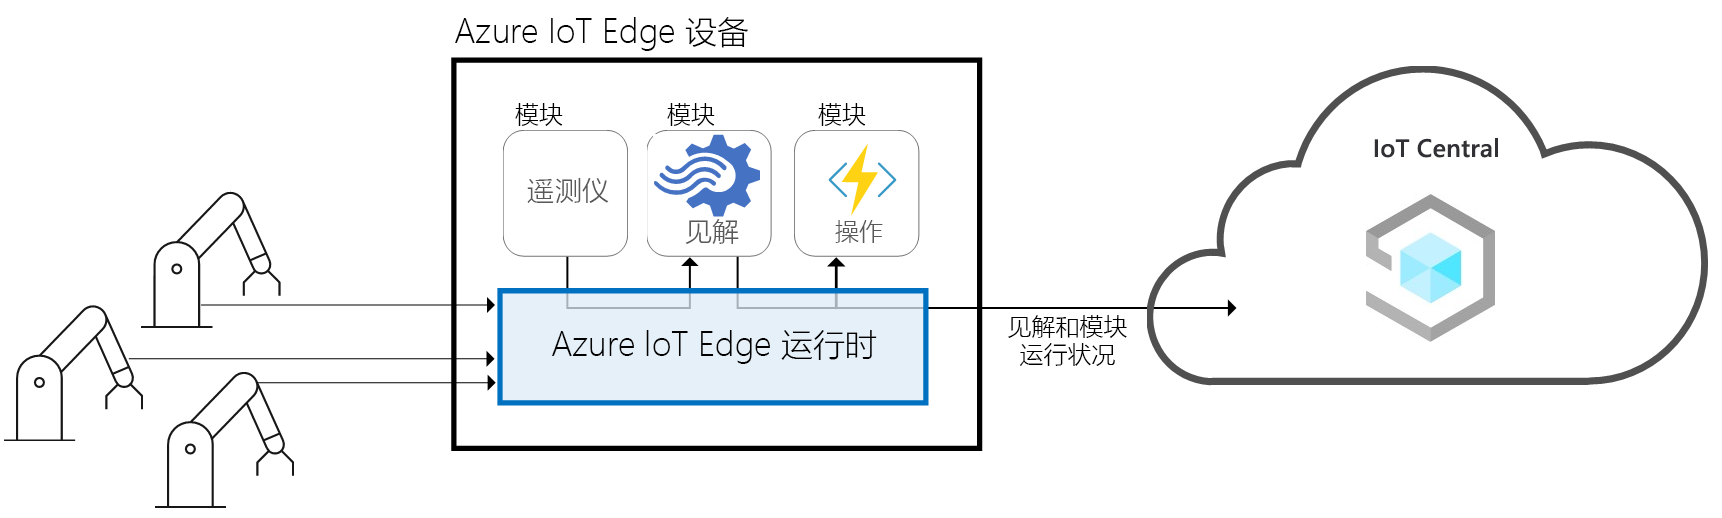 Azure IoT Edge 设备
模块
模块
模块
遥测仪
见解
操作
Azure IoT Edge 运行时
见解和模块
运行状况
IoT Central